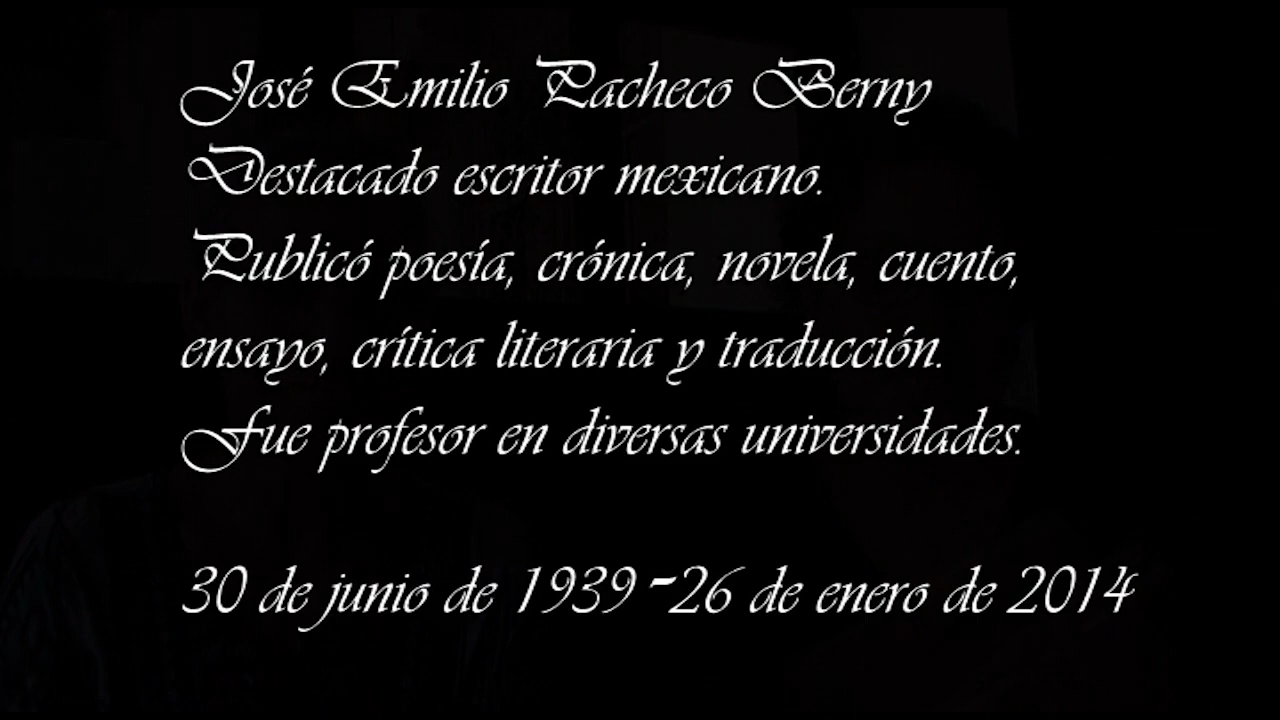 José Emilio Pacheco Berny
Destacado escritor mexicano.
Publicó poesía, crónica, novela, cuento,
ensayo, crítica literaria y traducción.
Fue profesor en diversas universidades.
30 de junio de 1939 -26 de enero de 2014